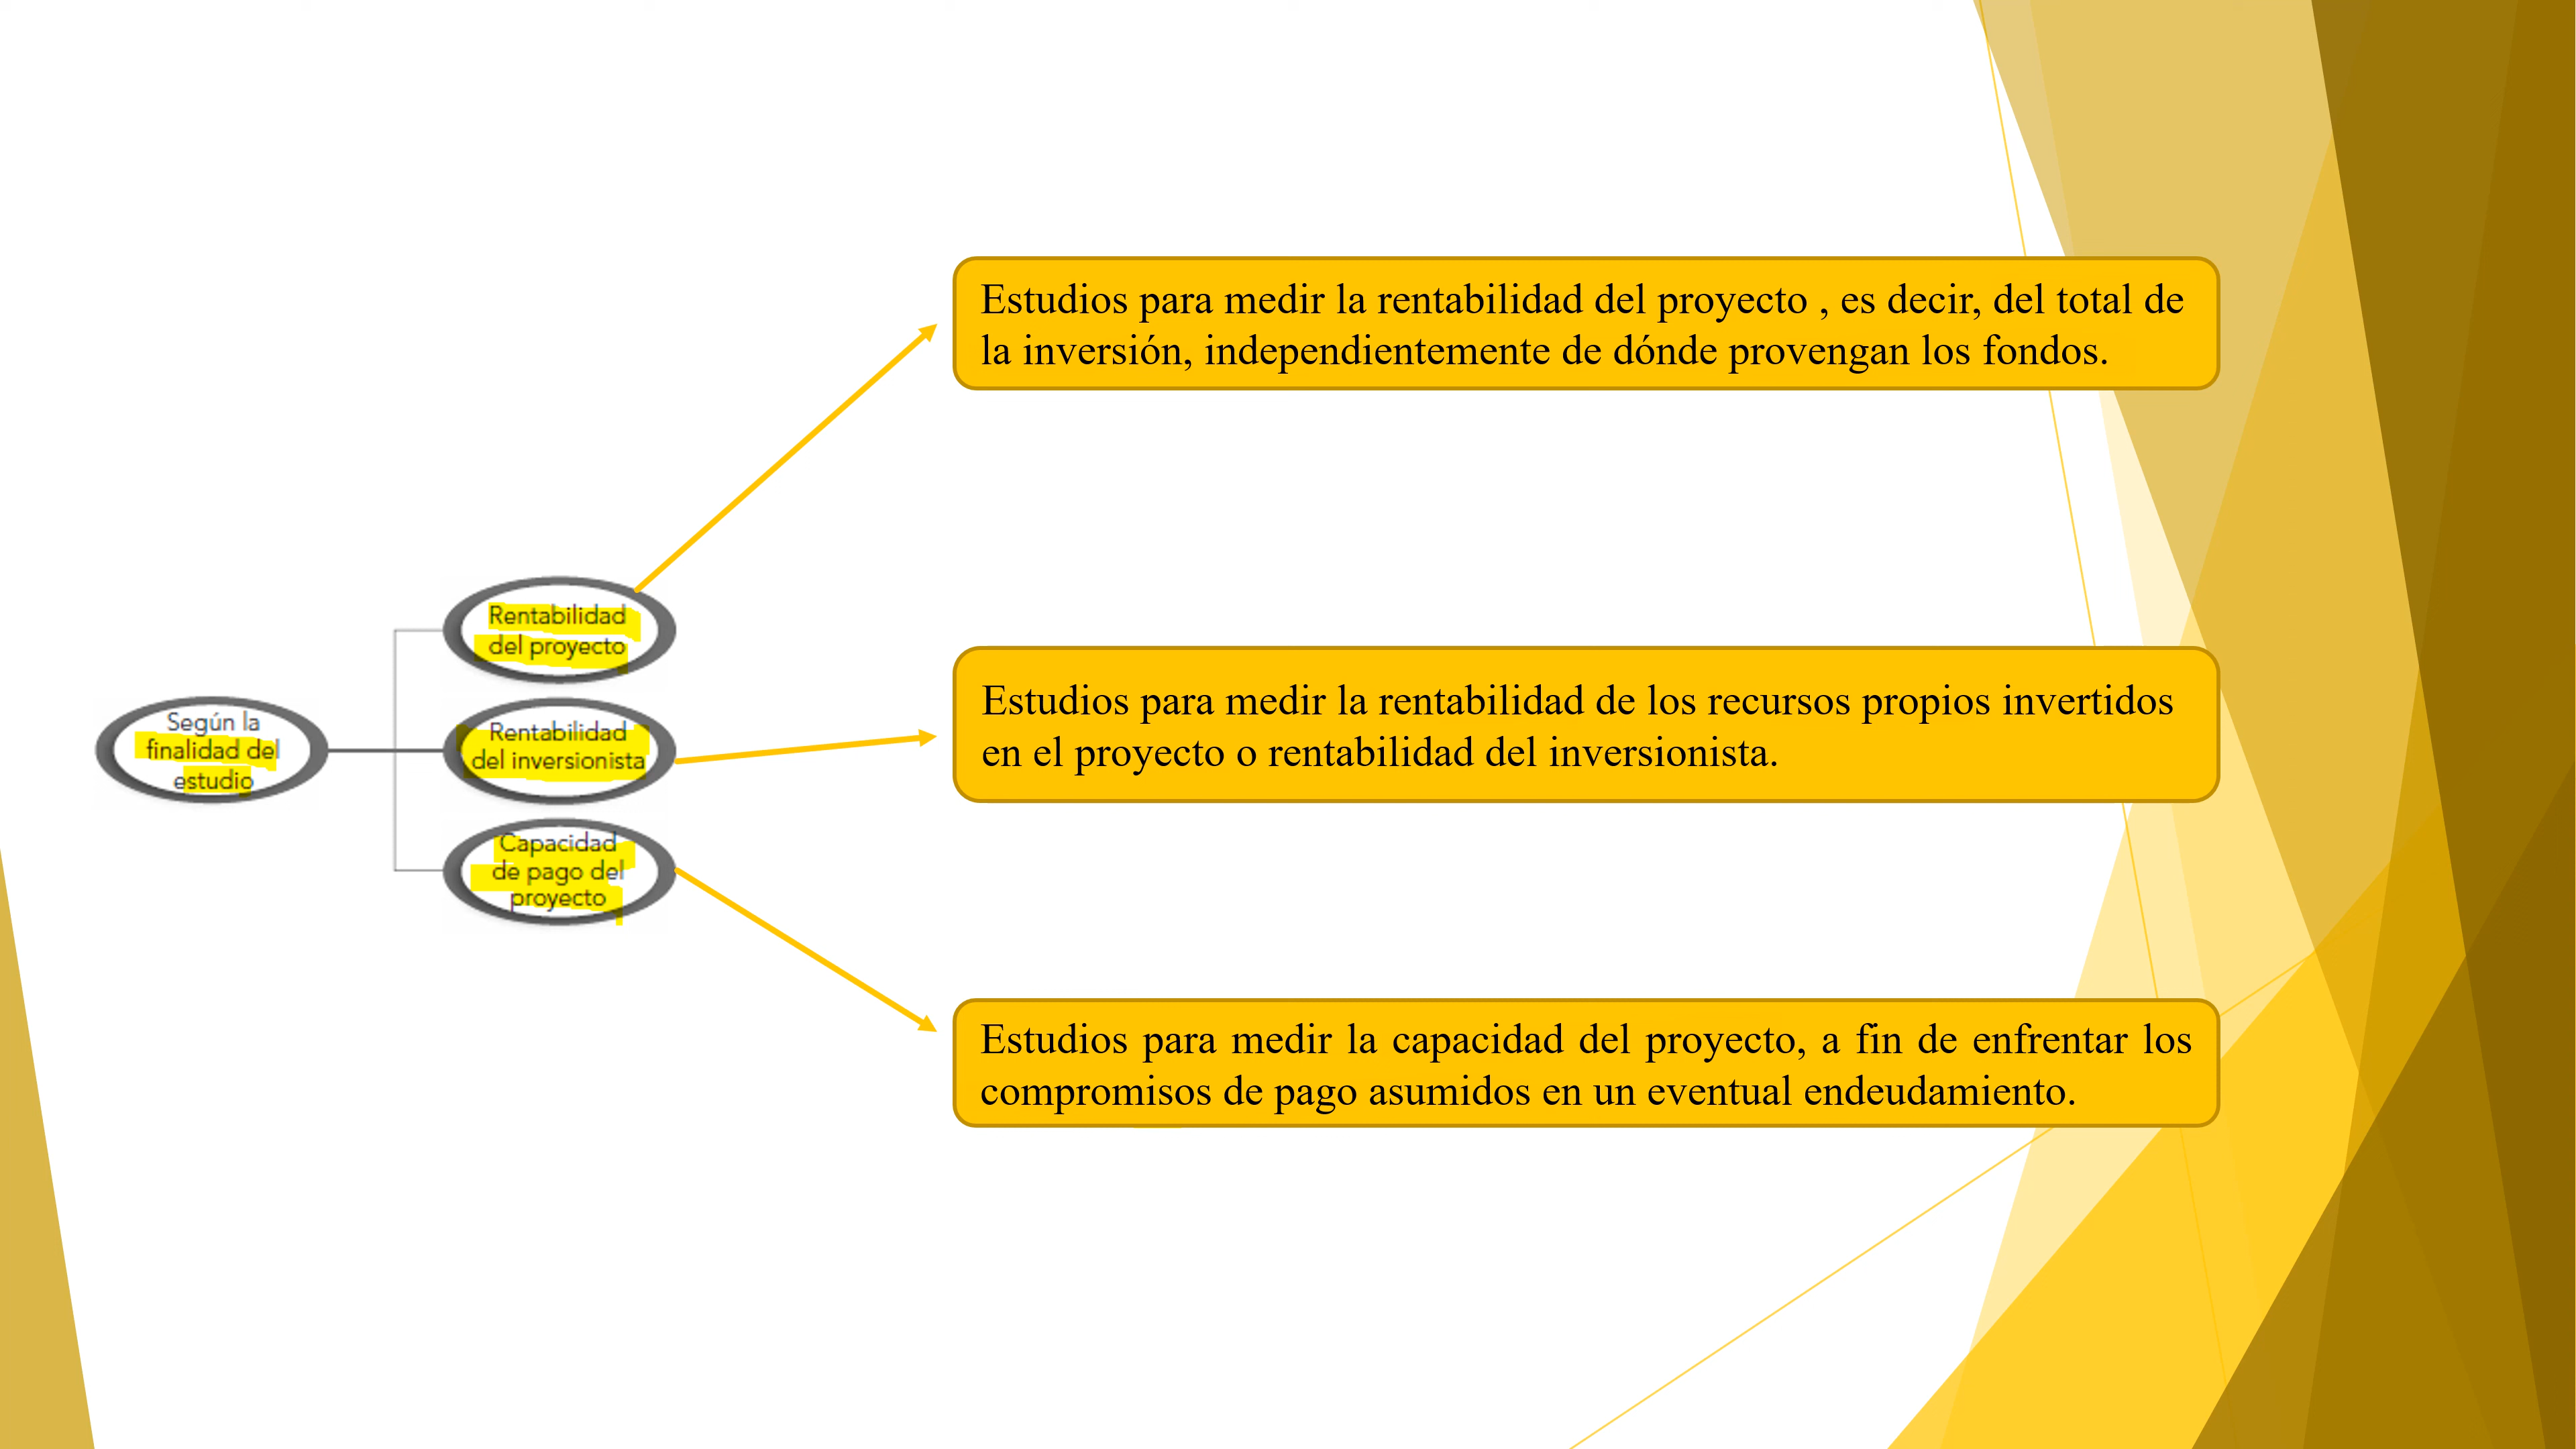 Estudios para medir la rentabilidad del proyecto , es decir, del total de
la inversión, independientemente de dónde provengan los fondos.
Rentabilidad
del proyecto
Según la
finalidad del
estudio
Rentabilidad
del inversionista
Estudios para medir la rentabilidad de los recursos propios invertidos
en el proyecto o rentabilidad del inversionista.
Capacidad
de pago del
proyecto
Estudios para medir la capacidad del proyecto, a fin de enfrentar los
compromisos de pago asumidos en un eventual endeudamiento.